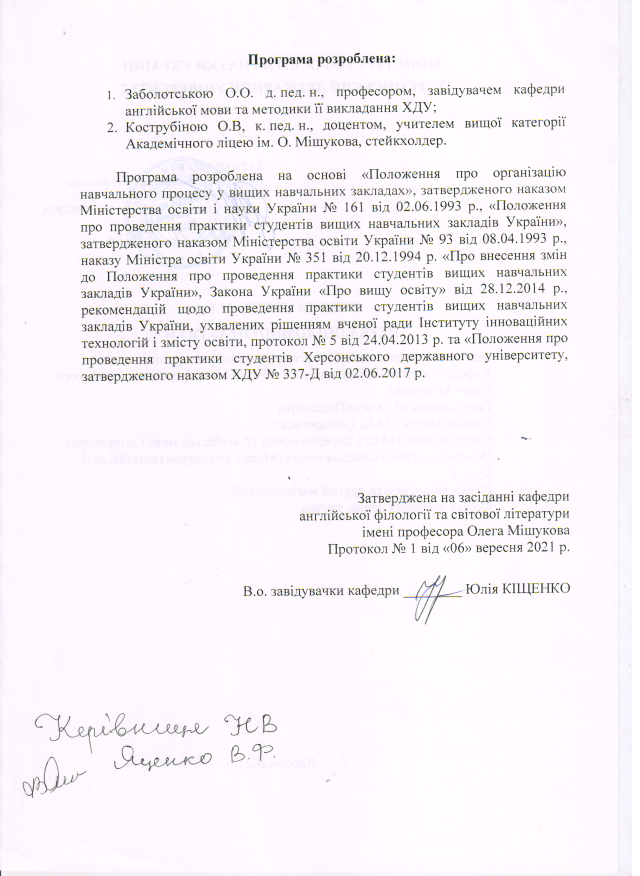 Програма розроблена:
1. Заболотською О.О. д. пед. н., професором, завідувачем кафедри
англійської мови та методики її викладання ХДУ;
2. Кострубіною О.В, к. пед. н., доцентом, учителем вищої категорії
Академічного ліцею ім. О. Мішукова, стейкхолдер.
Програма розроблена на основі «Положення про організацію
навчального процесу у вищих навчальних закладах», затвердженого наказом
Міністерства освіти і науки України № 161 від 02.06.1993 р., «Положення
про проведення практики студентів вищих навчальних закладів України»,
затвердженого наказом Міністерства освіти України № 93 від 08.04.1993 р.,
наказу Міністра освіти України № 351 від 20.12.1994 р. «Про внесення змін
до Положення про проведення практики студентів вищих навчальних
закладів України», Закона України «Про вищу освіту» від 28.12.2014 р.,
рекомендацій щодо проведення практики студентів вищих навчальних
закладів України, ухвалених рішенням вченої ради Інституту інноваційних
технологій і змісту освіти, протокол № 5 від 24.04.2013 р. та «Положення про
проведення практики студентів Херсонського державного університету,
затвердженого наказом ХДУ № 337-Д від 02.06.2017 р.
Затверджена на засіданні кафедри
англійської філології та світової літератури
імені професора Олега Мішукова
Протокол № 1 від «06» вересня 2021 р.
В.о. завідувачки кафедри ________ Юлія КІЩЕНКО
Керівниця НВ
Яценко В.Ф.